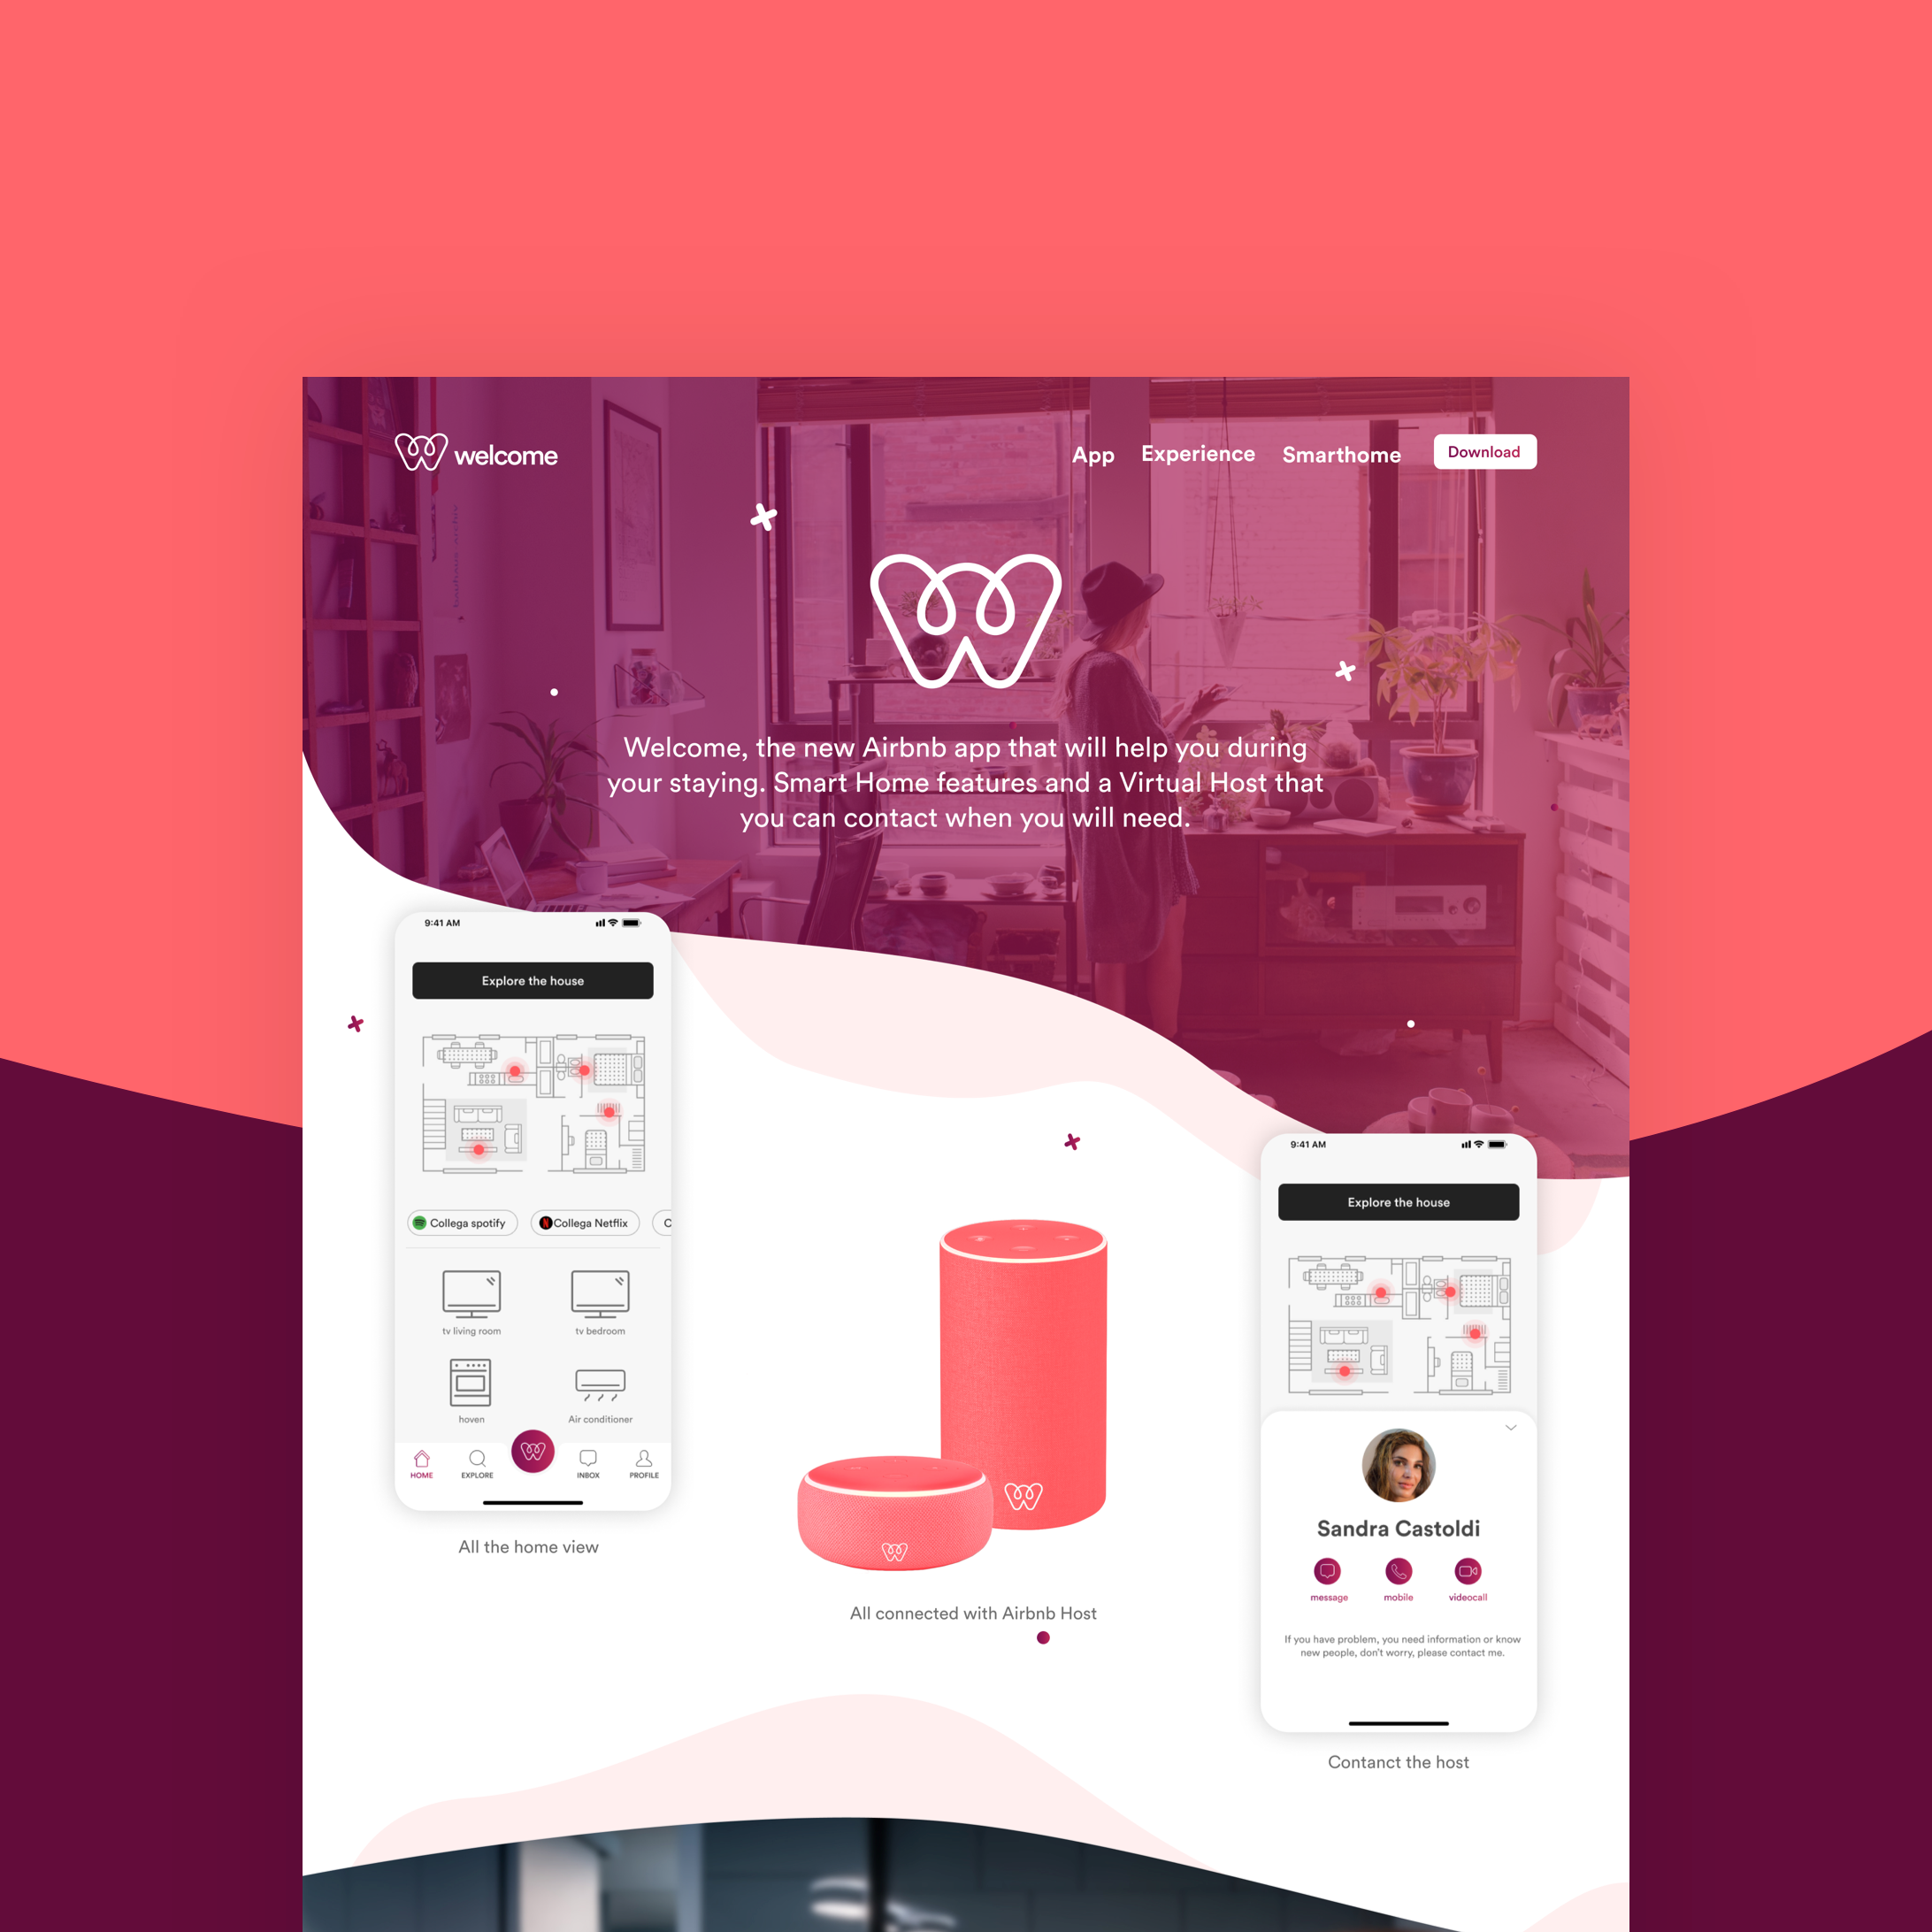 welcome
App
Experience
Smarthome
Download
Welcome, the new Airbnb app that will help you during
your staying. Smart Home features and a Virtual Host that
you can contact when you will need.
9:41 AM
Explore the house
Collega spotify
Collega Netflix
C
tv living room
tv bedroom
hoven
Air conditioner
HOME
EXPLORE
INBOX
PROFILE
All the home view
All connected with Airbnb Host
9:41 AM
Explore the house
Sandra Castoldi
message
mobile
videocall
If you have problem, you need information or know
new people, don't worry, please contact me.
Contanct the host